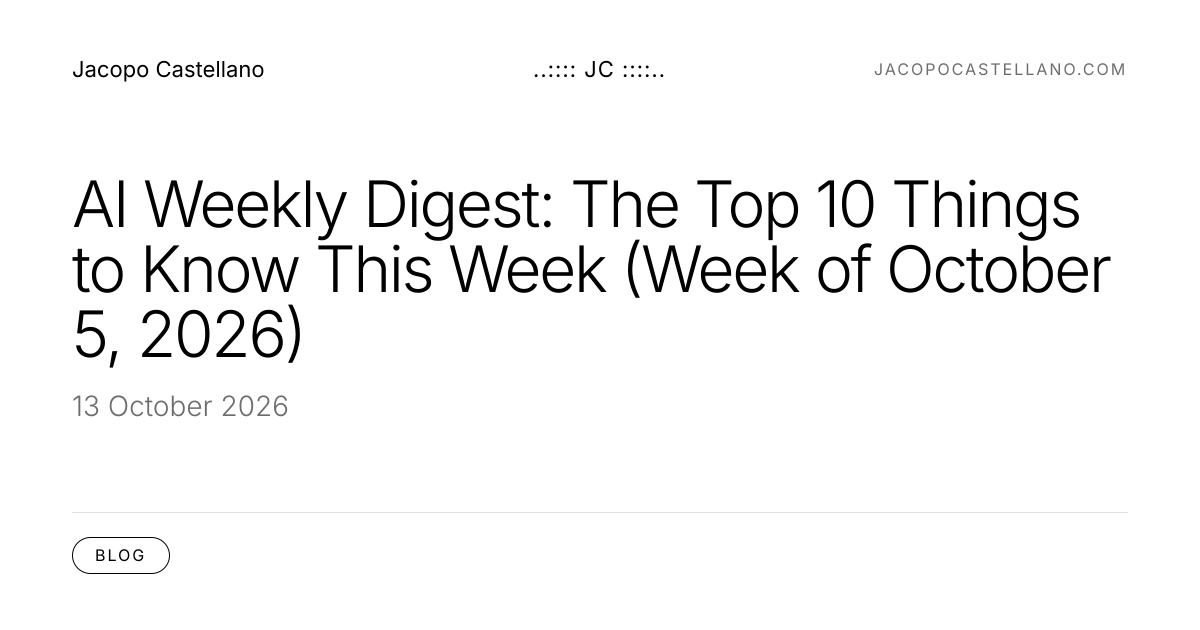 Jacopo Castellano
..:::: JC ::::..
JACOPOCASTELLANO.COM
AI Weekly Digest: The Top 10 Things
to Know This Week (Week of October
5, 2026)
13 October 2026
BLOG